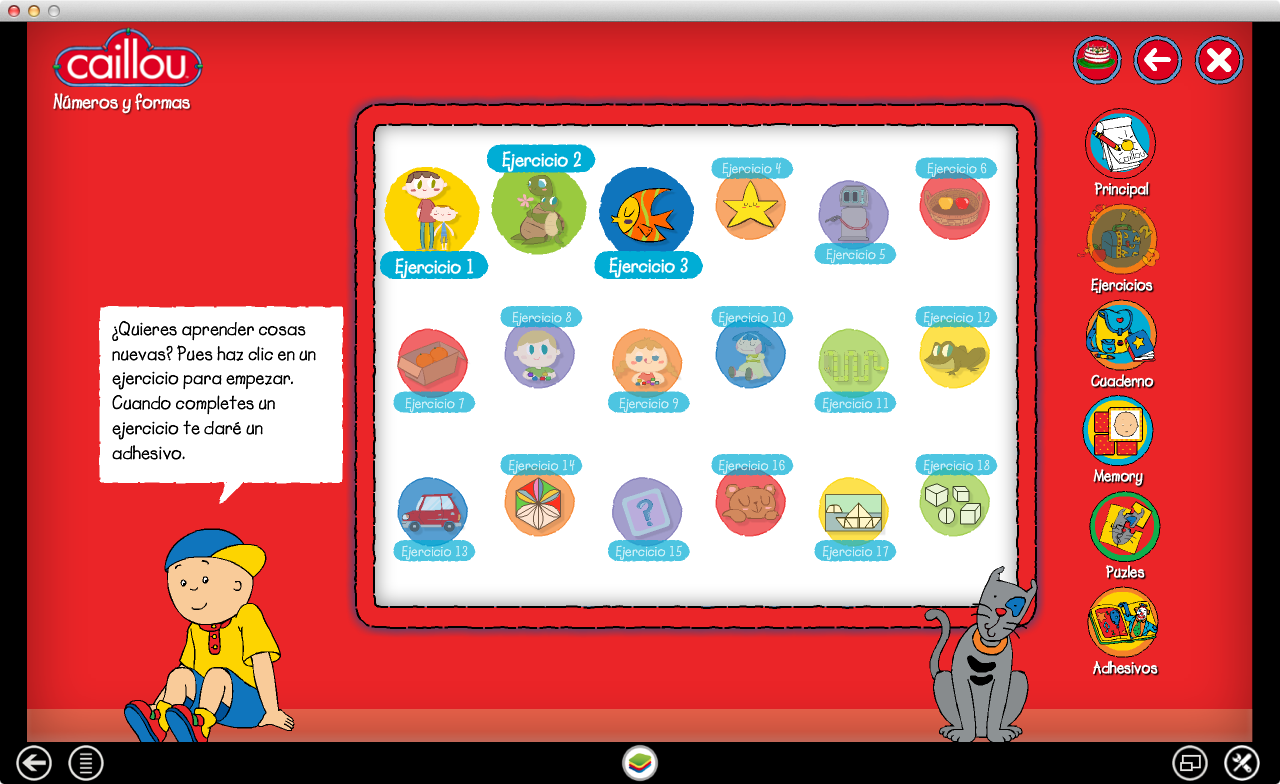 caillou
Números y formas
Ejercicio 1
Ejercicio 2
Ejercicio 3
Ejercicio 4
Ejercicio 5
Ejercicio 6
Ejercicio 7
Ejercicio 8
Ejercicio 9
Ejercicio 10
Ejercicio 11
Ejercicio 12
Ejercicio 13
Ejercicio 14
?
Ejercicio 15
Ejercicio 16
Ejercicio 17
Ejercicio 18
¿Quieres aprender cosas
nuevas? Pues haz clic en un
ejercicio para empezar.
Cuando completes un
ejercicio te daré un
adhesivo.
caillou
Principal
Ejercicios
Cuaderno
Memory
Puzles
Adhesivos